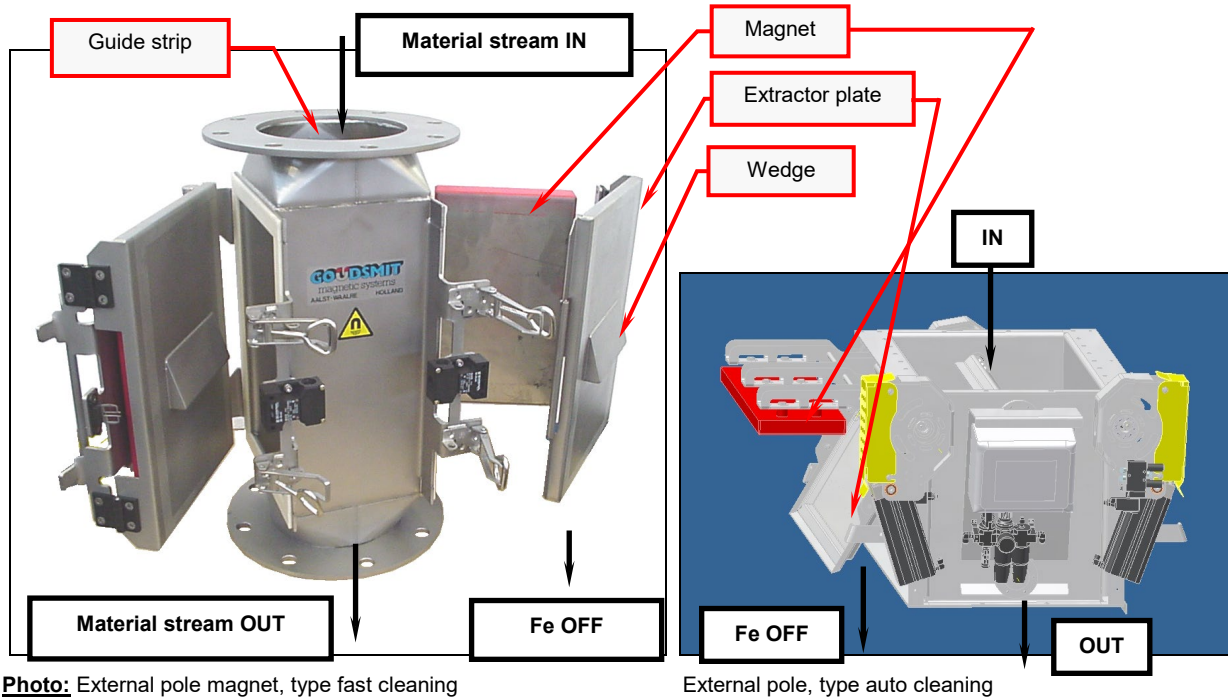 Guide strip
Material stream IN
Magnet
Extractor plate
Wedge
IN
GOUDSMIT
magnetic systems
AALST-WAALRE HOLLAND
Material stream OUT
Fe OFF
Fe OFF
OUT
Photo: External pole magnet, type fast cleaning
External pole, type auto cleaning